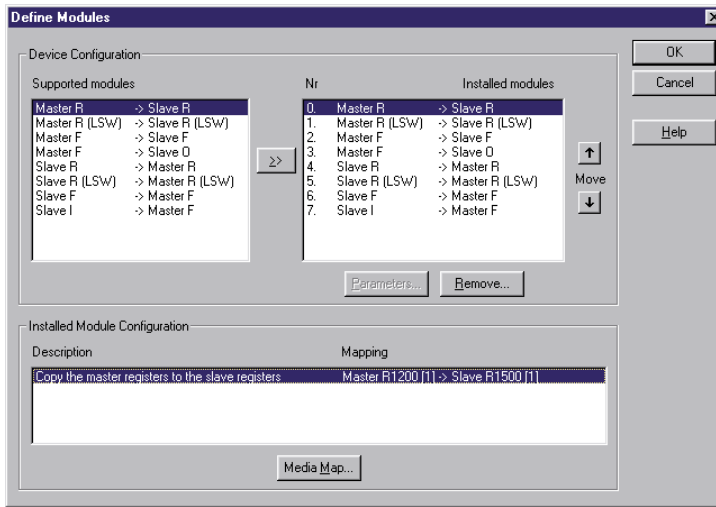 Define Modules
Device Configuration
OK
Cancel
Help
Supported modules
Nr Installed modules
Master R -> Slave R
Master R (LSW) -> Slave R (LSW)
Master F -> Slave F
Master F -> Slave O
Slave R -> Master R
Slave R (LSW) -> Master R (LSW)
Slave F -> Master F
Slave I -> Master F
>>
0. Master R -> Slave R
1. Master R (LSW) -> Slave R (LSW)
2. Master F -> Slave F
3. Master F -> Slave O
4. Slave R -> Master R
5. Slave R (LSW) -> Master R (LSW)
6. Slave F -> Master F
7. Slave I -> Master F
Move
Parameters... Remove...
Installed Module Configuration
Description Mapping
Copy the master registers to the slave registers Master R1200 [1] -> Slave R1500 [1]
Media Map...